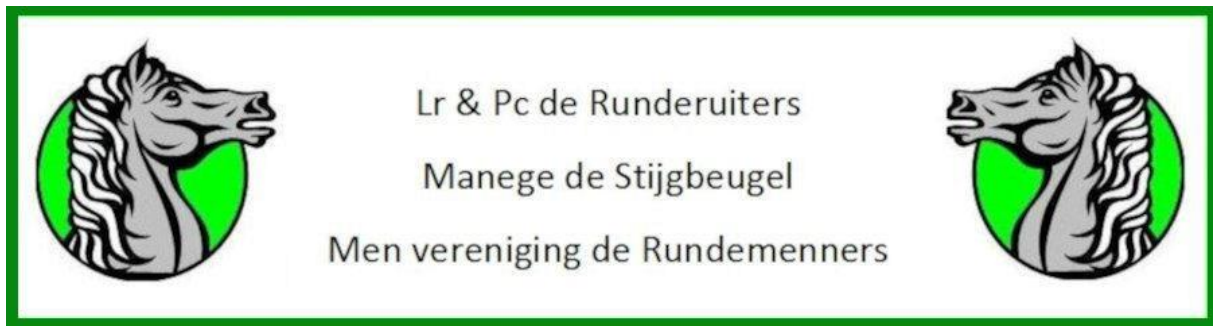 Lr & Pc de Runderuiters
Manege de Stijgbeugel
Men vereniging de Rundemenners